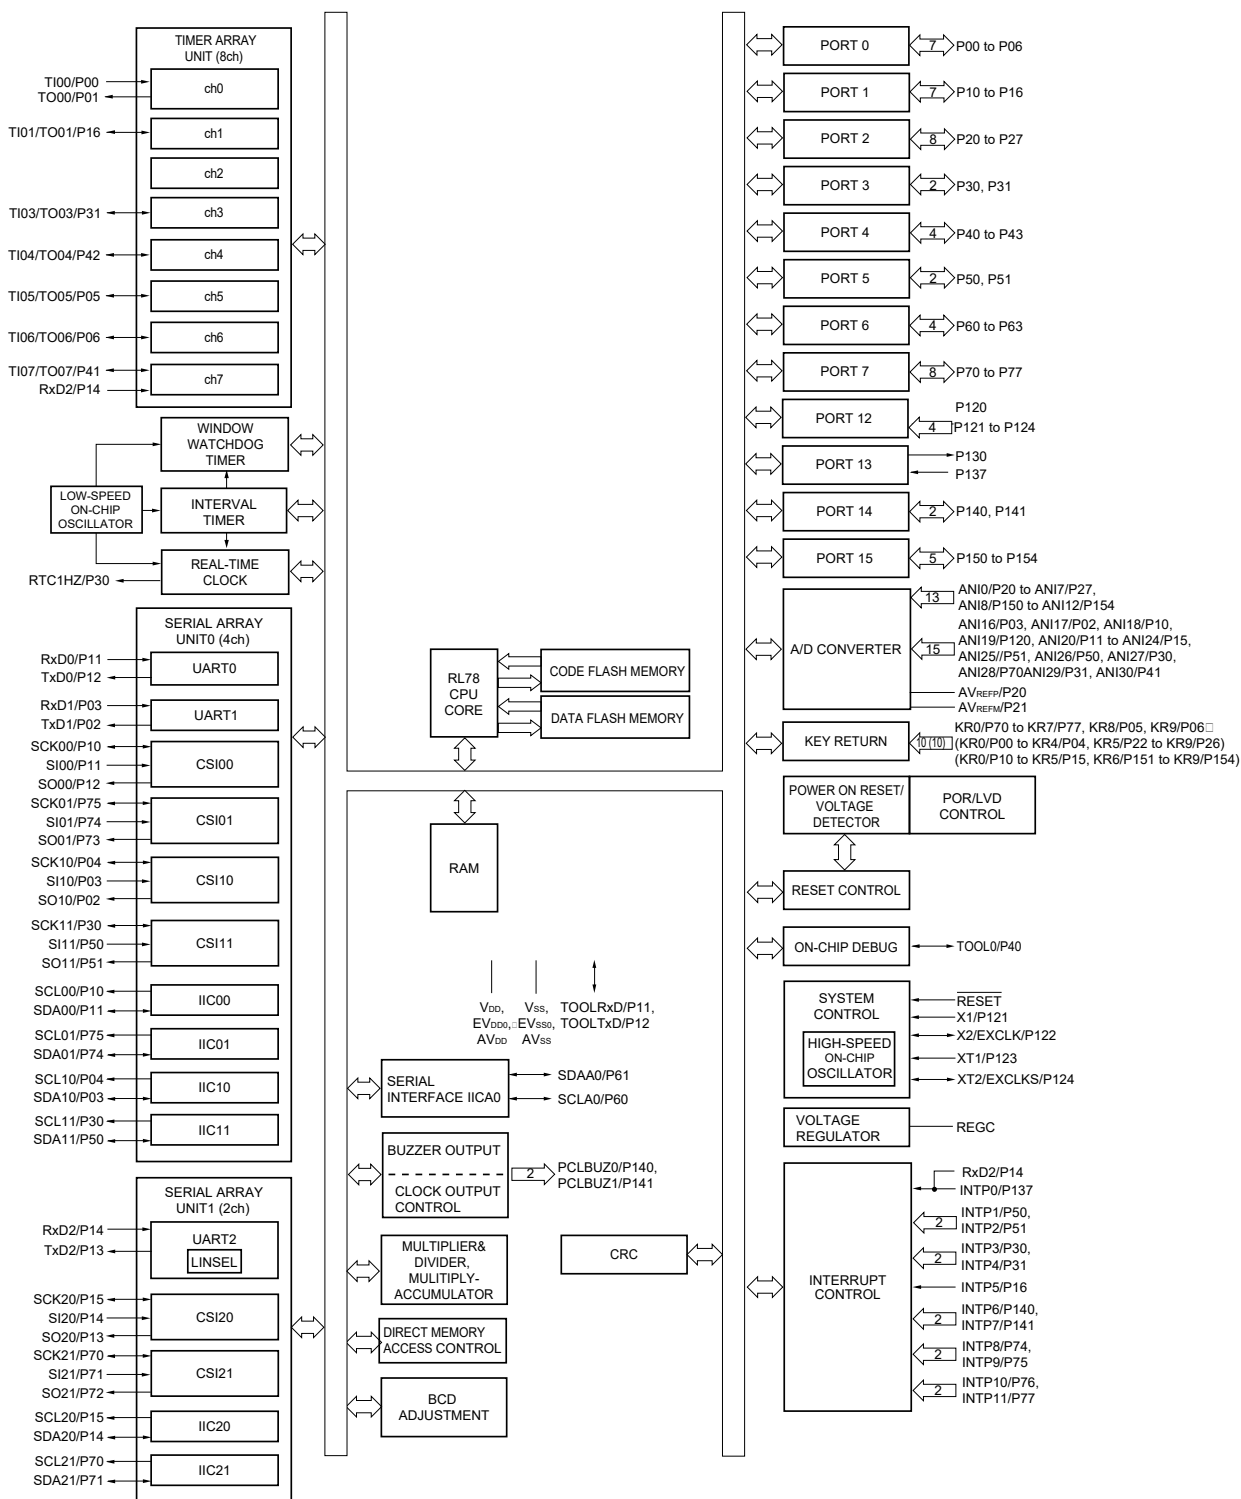 TIMER ARRAY
UNIT (8ch)
TI00/P00
TO00/P01
ch0
TI01/TO01/P16
ch1
ch2
TI03/TO03/P31
ch3
TI04/TO04/P42
ch4
TI05/TO05/P05
ch5
TI06/TO06/P06
ch6
TI07/TO07/P41
RxD2/P14
ch7
WINDOW
WATCHDOG
TIMER
LOW-SPEED
ON-CHIP
OSCILLATOR
INTERVAL
TIMER
REAL-TIME
CLOCK
RTC1HZ/P30
SERIAL ARRAY
UNIT0 (4ch)
RxD0/P11
TxD0/P12
UART0
RxD1/P03
TxD1/P02
UART1
SCK00/P10
SI00/P11
SO00/P12
CSI00
SCK01/P75
SI01/P74
SO01/P73
CSI01
SCK10/P04
SI10/P03
SO10/P02
CSI10
SCK11/P30
SI11/P50
SO11/P51
CSI11
SCL00/P10
SDA00/P11
IIC00
SCL01/P75
SDA01/P74
IIC01
SCL10/P04
SDA10/P03
IIC10
SCL11/P30
SDA11/P50
IIC11
SERIAL ARRAY
UNIT1 (2ch)
RxD2/P14
TxD2/P13
UART2
LINSEL
SCK20/P15
SI20/P14
SO20/P13
CSI20
SCK21/P70
SI21/P71
SO21/P72
CSI21
SCL20/P15
SDA20/P14
IIC20
SCL21/P70
SDA21/P71
IIC21
RL78
CPU
CORE
CODE FLASH MEMORY
DATA FLASH MEMORY
RAM
VDD,
EVDD0,
AVDD
VSS,
EVSS0,
AVSS
TOOLRxD/P11,
TOOLTxD/P12
SERIAL
INTERFACE IICA0
SDAA0/P61
SCLA0/P60
BUZZER OUTPUT
CLOCK OUTPUT
CONTROL
2
PCLBUZ0/P140,
PCLBUZ1/P141
MULTIPLIER&
DIVIDER,
MULITIPLY-
ACCUMULATOR
DIRECT MEMORY
ACCESS CONTROL
BCD
ADJUSTMENT
CRC
PORT 0
7
P00 to P06
PORT 1
7
P10 to P16
PORT 2
8
P20 to P27
PORT 3
2
P30, P31
PORT 4
4
P40 to P43
PORT 5
2
P50, P51
PORT 6
4
P60 to P63
PORT 7
8
P70 to P77
PORT 12
P120
4
P121 to P124
PORT 13
P130
P137
PORT 14
2
P140, P141
PORT 15
5
P150 to P154
A/D CONVERTER
13
ANI0/P20 to ANI7/P27,
ANI8/P150 to ANI12/P154
15
ANI16/P03, ANI17/P02, ANI18/P10,
ANI19/P120, ANI20/P11 to ANI24/P15,
ANI25//P51, ANI26/P50, ANI27/P30,
ANI28/P70ANI29/P31, ANI30/P41
AVREFP/P20
AVREFM/P21
KEY RETURN
10 (10)
KR0/P70 to KR7/P77, KR8/P05, KR9/P06□
(KR0/P00 to KR4/P04, KR5/P22 to KR9/P26)
(KR0/P10 to KR5/P15, KR6/P151 to KR9/P154)
POWER ON RESET/
VOLTAGE
DETECTOR
POR/LVD
CONTROL
RESET CONTROL
ON-CHIP DEBUG
TOOL0/P40
SYSTEM
CONTROL
HIGH-SPEED
ON-CHIP
OSCILLATOR
RESET
X1/P121
X2/EXCLK/P122
XT1/P123
XT2/EXCLKS/P124
VOLTAGE
REGULATOR
REGC
INTERRUPT
CONTROL
RxD2/P14
INTP0/P137
2
INTP1/P50,
INTP2/P51
2
INTP3/P30,
INTP4/P31
INTP5/P16
2
INTP6/P140,
INTP7/P141
2
INTP8/P74,
INTP9/P75
2
INTP10/P76,
INTP11/P77